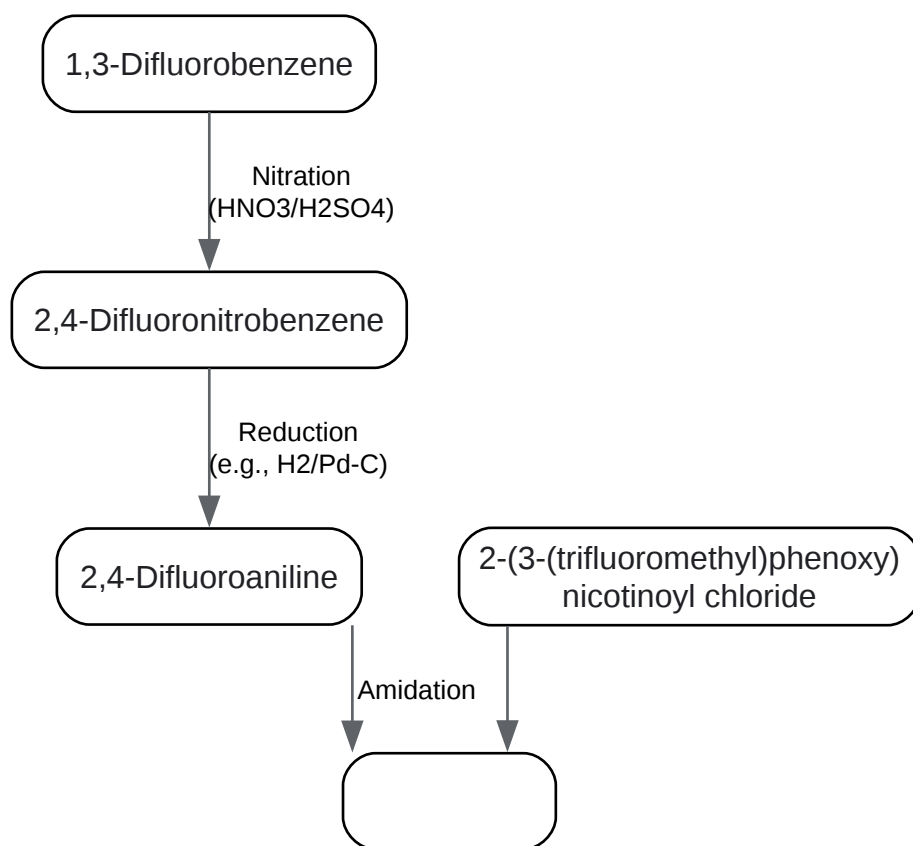 1,3-Difluorobenzene
Nitration
(HNO3/H2SO4)
2,4-Difluoronitrobenzene
Reduction
(e.g., H2/Pd-C)
2,4-Difluoroaniline
2-(3-(trifluoromethyl)phenoxy)
nicotinoyl chloride
Amidation